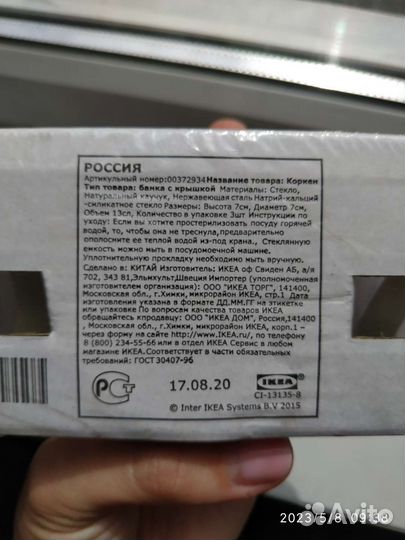 РОССИЯ
Артикульный номер:00372934Название товара: Коркен
Тип товара: банка с крышкой Материалы: Стекло,
Натуральный каучук, Нержавеющая сталь Натрий-кальций
-силикатное стекло Размеры: Высота 7см, Диаметр 7см,
Объем 13сл, Количество в упаковке 3шт Инструкции по
уходу: Если вы хотите простерилизовать посуду горячей
водой, то, чтобы она не треснула,предварительно
ополосните ее теплой водой из-под крана., Стеклянную
емкость можно мыть в посудомоечной машине.
Уплотнительную прокладку необходимо мыть вручную.
Сделано в: КИТАЙ Изготовитель: ИКЕА оф Свиден АБ, а/я
702, 343 81,Эльмхульт,Швеция Импортер (уполномоченная
изготовителем организация): ООО "ИКЕА ТОРГ", 141400,
Московская обл., г.Химки, микрорайон ИКЕА, стр.1 Дата
изготовления указана в формате ДД.ММ.ГГ на этикетке
или упаковке По вопросам качества товаров ИКЕА
обращайтесь кпродавцу: ООО "ИКЕА ДОМ", Россия,141400
, Московская обл., г.Химки, микрорайон ИКЕА, корп.1 –
через форму на сайте http://www.IKEA.ru/, по телефону
8 (800) 234-55-66 или в отделе ИКЕА Сервис в любом
магазине ИКЕА.Соответствует в части обязательных
требований: ГОСТ 30407-96
РСТ 17.08.20 IKEA
CI-13135-8
© Inter IKEA Systems B.V 2015
2023/5/8 09:38
Avito